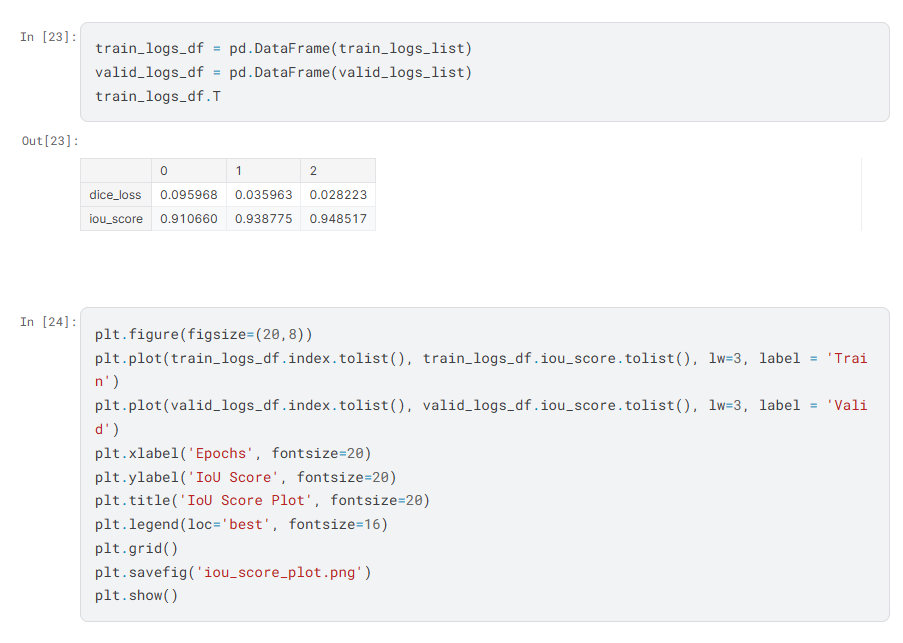 In [23]:
train_logs_df = pd.DataFrame(train_logs_list)
valid_logs_df = pd.DataFrame(valid_logs_list)
train_logs_df.T
Out[23]:
0 1 2
dice_loss 0.095968 0.035963 0.028223
iou_score 0.910660 0.938775 0.948517
In [24]:
plt.figure(figsize=(20,8))
plt.plot(train_logs_df.index.tolist(), train_logs_df.iou_score.tolist(), lw=3, label = 'Trai
n')
plt.plot(valid_logs_df.index.tolist(), valid_logs_df.iou_score.tolist(), lw=3, label = 'Vali
d')
plt.xlabel('Epochs', fontsize=20)
plt.ylabel('IoU Score', fontsize=20)
plt.title('IoU Score Plot', fontsize=20)
plt.legend(loc='best', fontsize=16)
plt.grid()
plt.savefig('iou_score_plot.png')
plt.show()